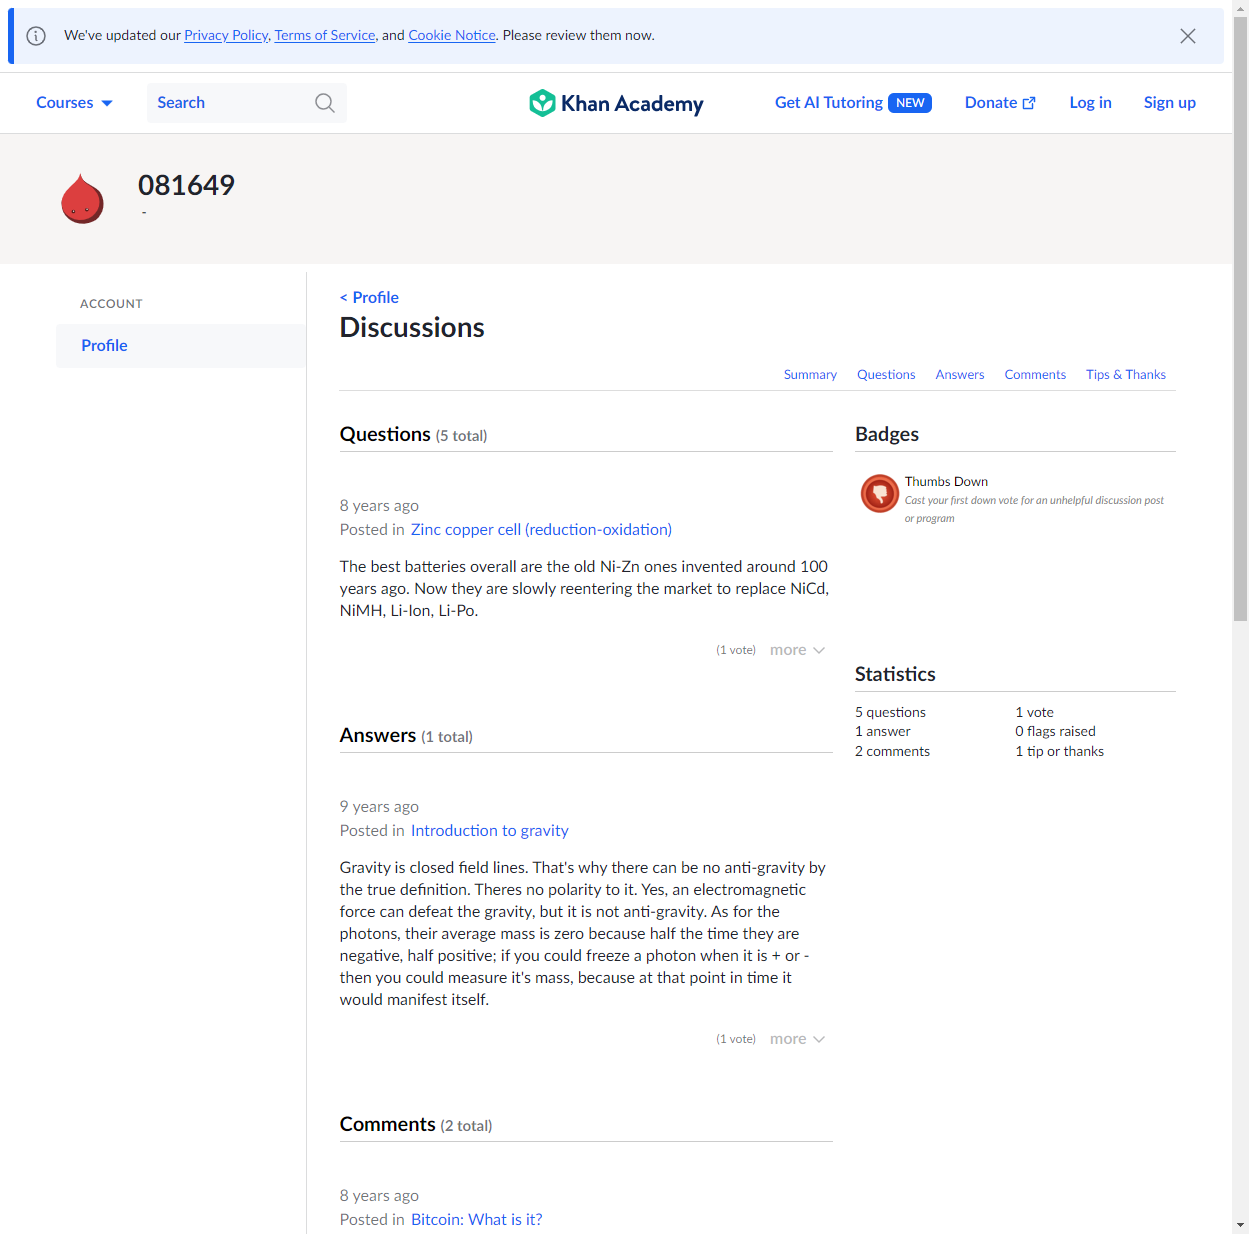 We've updated our Privacy Policy, Terms of Service, and Cookie Notice. Please review them now.
Courses
Search
Khan Academy
Get AI Tutoring NEW
Donate
Log in
Sign up
081649
-
ACCOUNT
Profile
< Profile
Discussions
Summary
Questions
Answers
Comments
Tips & Thanks
Questions (5 total)
8 years ago
Posted in Zinc copper cell (reduction-oxidation)
The best batteries overall are the old Ni-Zn ones invented around 100
years ago. Now they are slowly reentering the market to replace NiCd,
NiMH, Li-Ion, Li-Po.
(1 vote) more
Answers (1 total)
9 years ago
Posted in Introduction to gravity
Gravity is closed field lines. That's why there can be no anti-gravity by
the true definition. Theres no polarity to it. Yes, an electromagnetic
force can defeat the gravity, but it is not anti-gravity. As for the
photons, their average mass is zero because half the time they are
negative, half positive; if you could freeze a photon when it is + or -
then you could measure it's mass, because at that point in time it
would manifest itself.
(1 vote) more
Comments (2 total)
8 years ago
Posted in Bitcoin: What is it?
Badges
Thumbs Down
Cast your first down vote for an unhelpful discussion post
or program
Statistics
5 questions
1 vote
1 answer
0 flags raised
2 comments
1 tip or thanks